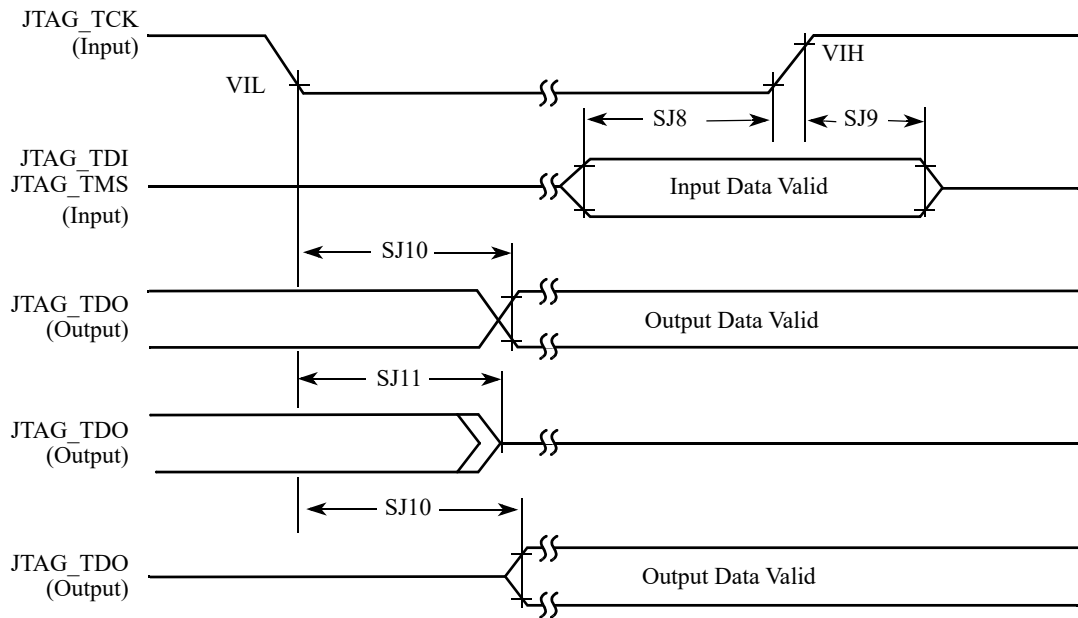 JTAG_TCK
(Input)
VIH
VIL
SJ8
SJ9
JTAG_TDI
JTAG_TMS
(Input)
Input Data Valid
SJ10
JTAG_TDO
(Output)
Output Data Valid
SJ11
JTAG_TDO
(Output)
SJ10
JTAG_TDO
(Output)
Output Data Valid